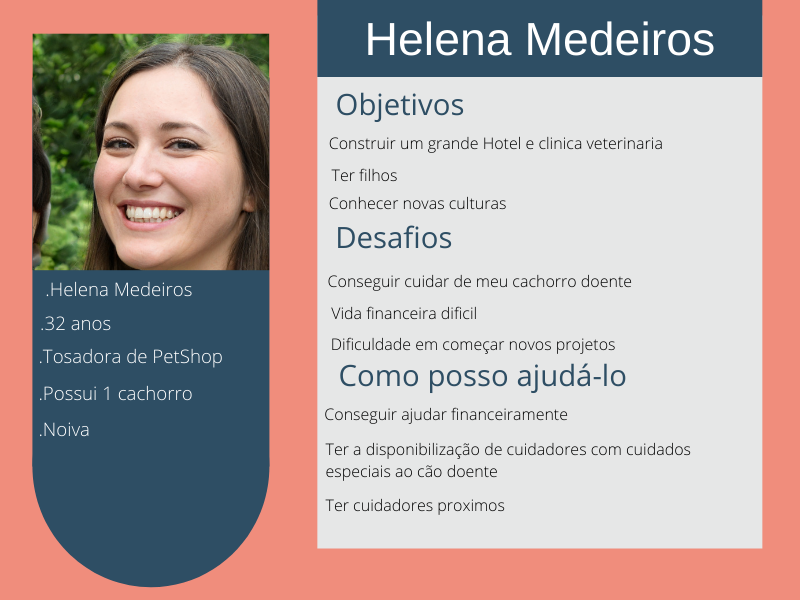 Helena Medeiros
Objetivos
Construir um grande Hotel e clinica veterinaria
Ter filhos
Conhecer novas culturas
Desafios
Conseguir cuidar de meu cachorro doente
Vida financeira dificil
Dificuldade em começar novos projetos
Como posso ajudá-lo
Conseguir ajudar financeiramente
Ter a disponibilização de cuidadores com cuidados
especiais ao cão doente
Ter cuidadores proximos
.Helena Medeiros
.32 anos
.Tosadora de PetShop
.Possui 1 cachorro
.Noiva